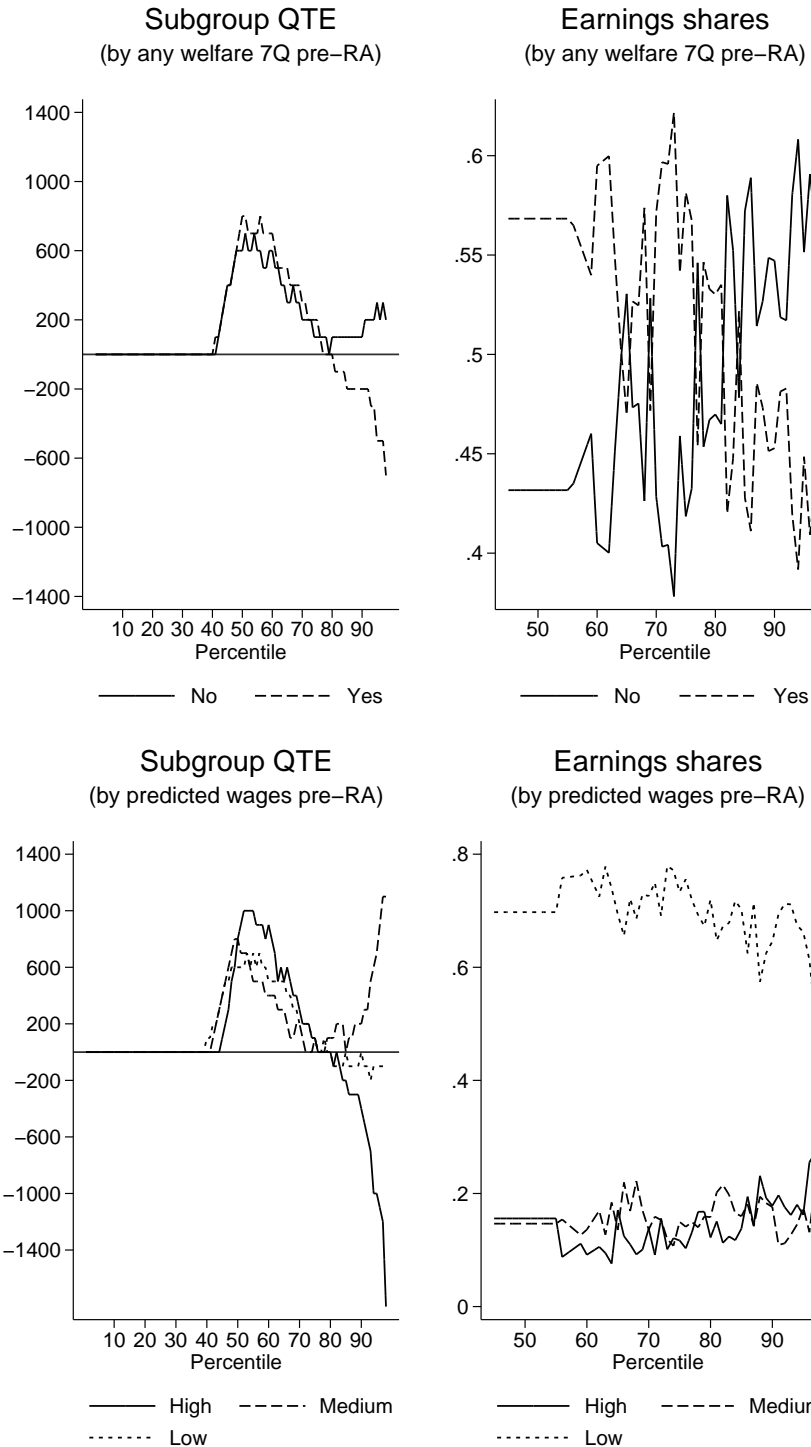 Subgroup QTE
(by any welfare 7Q pre−RA)
1400
1000
600
200
−200
−600
−1000
−1400
10 20 30 40 50 60 70 80 90
Percentile
No Yes
Earnings shares
(by any welfare 7Q pre−RA)
.6
.55
.5
.45
.4
50 60 70 80 90
Percentile
No Yes
Subgroup QTE
(by predicted wages pre−RA)
1400
1000
600
200
−200
−600
−1000
−1400
10 20 30 40 50 60 70 80 90
Percentile
High Medium
Low
Earnings shares
(by predicted wages pre−RA)
.8
.6
.4
.2
0
50 60 70 80 90
Percentile
High Mediur
Low